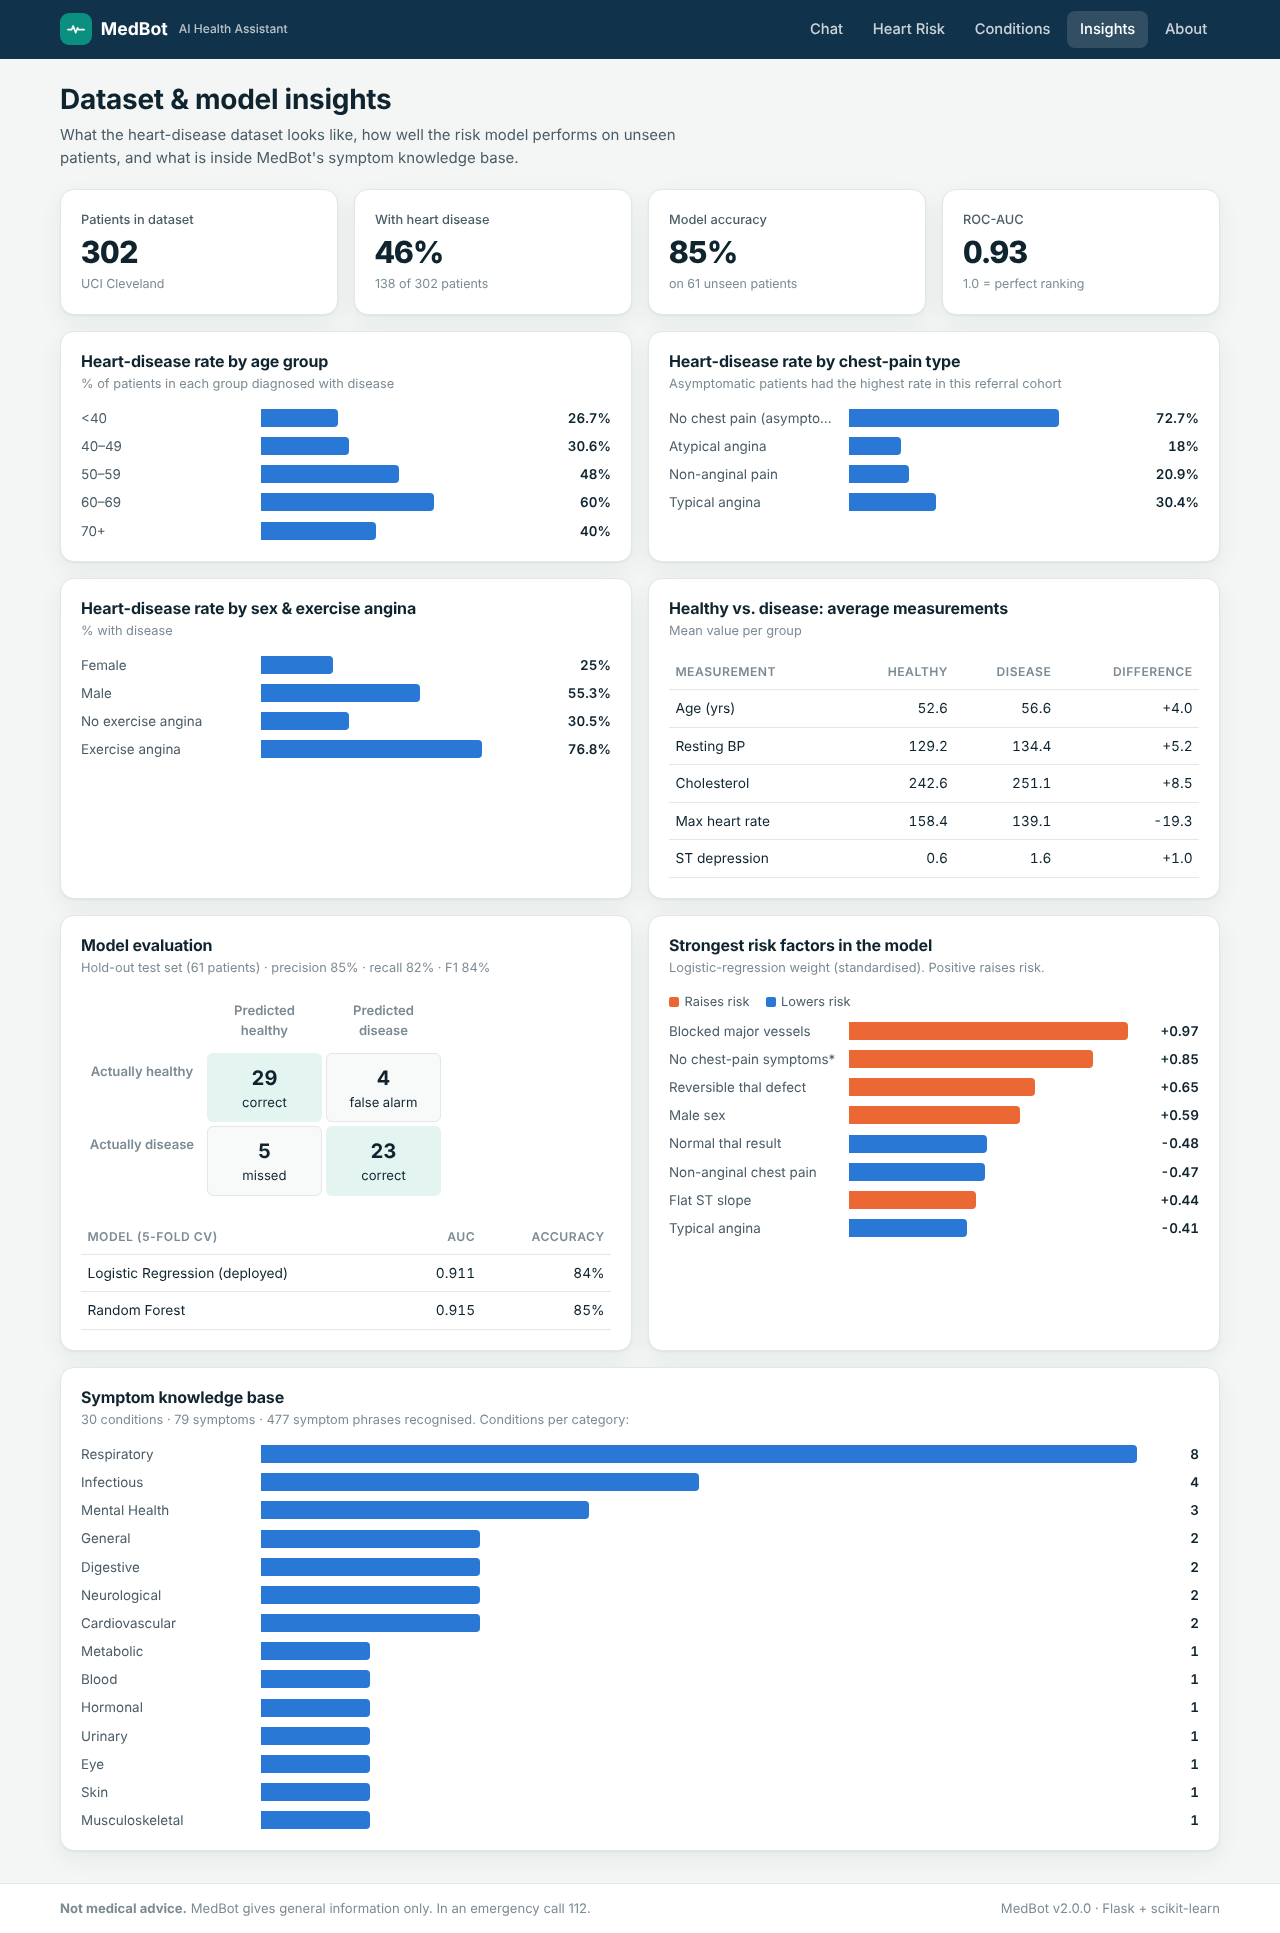 MedBot AI Health Assistant
Chat Heart Risk Conditions Insights About
Dataset & model insights
What the heart-disease dataset looks like, how well the risk model performs on unseen
patients, and what is inside MedBot's symptom knowledge base.
Patients in dataset
302
UCI Cleveland
With heart disease
46%
138 of 302 patients
Model accuracy
85%
on 61 unseen patients
ROC-AUC
0.93
1.0 = perfect ranking
Heart-disease rate by age group
% of patients in each group diagnosed with disease
<40 26.7%
40–49 30.6%
50–59 48%
60–69 60%
70+ 40%
Heart-disease rate by chest-pain type
Asymptomatic patients had the highest rate in this referral cohort
No chest pain (asympto... 72.7%
Atypical angina 18%
Non-anginal pain 20.9%
Typical angina 30.4%
Heart-disease rate by sex & exercise angina
% with disease
Female 25%
Male 55.3%
No exercise angina 30.5%
Exercise angina 76.8%
Healthy vs. disease: average measurements
Mean value per group
MEASUREMENT HEALTHY DISEASE DIFFERENCE
Age (yrs) 52.6 56.6 +4.0
Resting BP 129.2 134.4 +5.2
Cholesterol 242.6 251.1 +8.5
Max heart rate 158.4 139.1 -19.3
ST depression 0.6 1.6 +1.0
Model evaluation
Hold-out test set (61 patients) · precision 85% · recall 82% · F1 84%
Predicted healthy Predicted disease
Actually healthy 29 correct 4 false alarm
Actually disease 5 missed 23 correct
MODEL (5-FOLD CV) AUC ACCURACY
Logistic Regression (deployed) 0.911 84%
Random Forest 0.915 85%
Strongest risk factors in the model
Logistic-regression weight (standardised). Positive raises risk.
Raises risk Lowers risk
Blocked major vessels +0.97
No chest-pain symptoms* +0.85
Reversible thal defect +0.65
Male sex +0.59
Normal thal result -0.48
Non-anginal chest pain -0.47
Flat ST slope +0.44
Typical angina -0.41
Symptom knowledge base
30 conditions · 79 symptoms · 477 symptom phrases recognised. Conditions per category:
Respiratory 8
Infectious 4
Mental Health 3
General 2
Digestive 2
Neurological 2
Cardiovascular 2
Metabolic 1
Blood 1
Hormonal 1
Urinary 1
Eye 1
Skin 1
Musculoskeletal 1
Not medical advice. MedBot gives general information only. In an emergency call 112.
MedBot v2.0.0 · Flask + scikit-learn